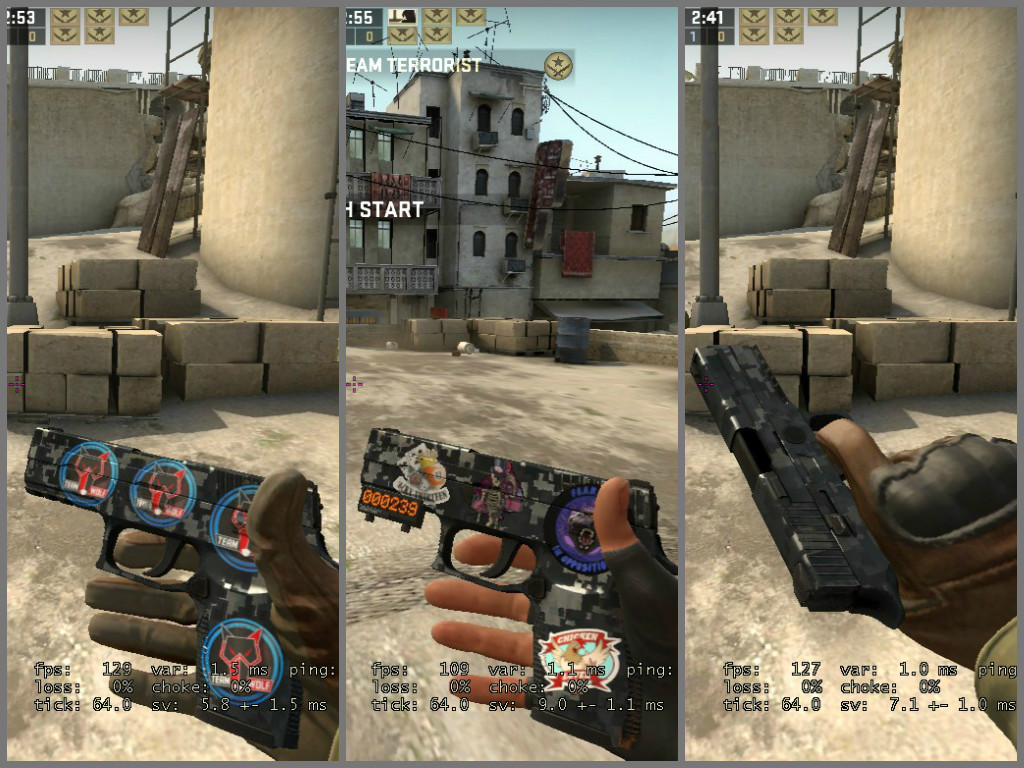 :53
0
fps: 129 var: 1.5 ms ping:
loss: 0% choke: 0%
tick: 64.0 sv: 5.8 +- 1.5 ms
TEAM
WOLF
:55
0
EAM TERRORIST
H START
000239
CHICKEN
fps: 109 var: 1.1 ms ping:
loss: 0% choke: 0%
tick: 64.0 sv: 9.0 +- 1.1 ms
2:41
1 0
fps: 127 var: 1.0 ms ping
loss: 0% choke: 0%
tick: 64.0 sv: 7.1 +- 1.0 ms